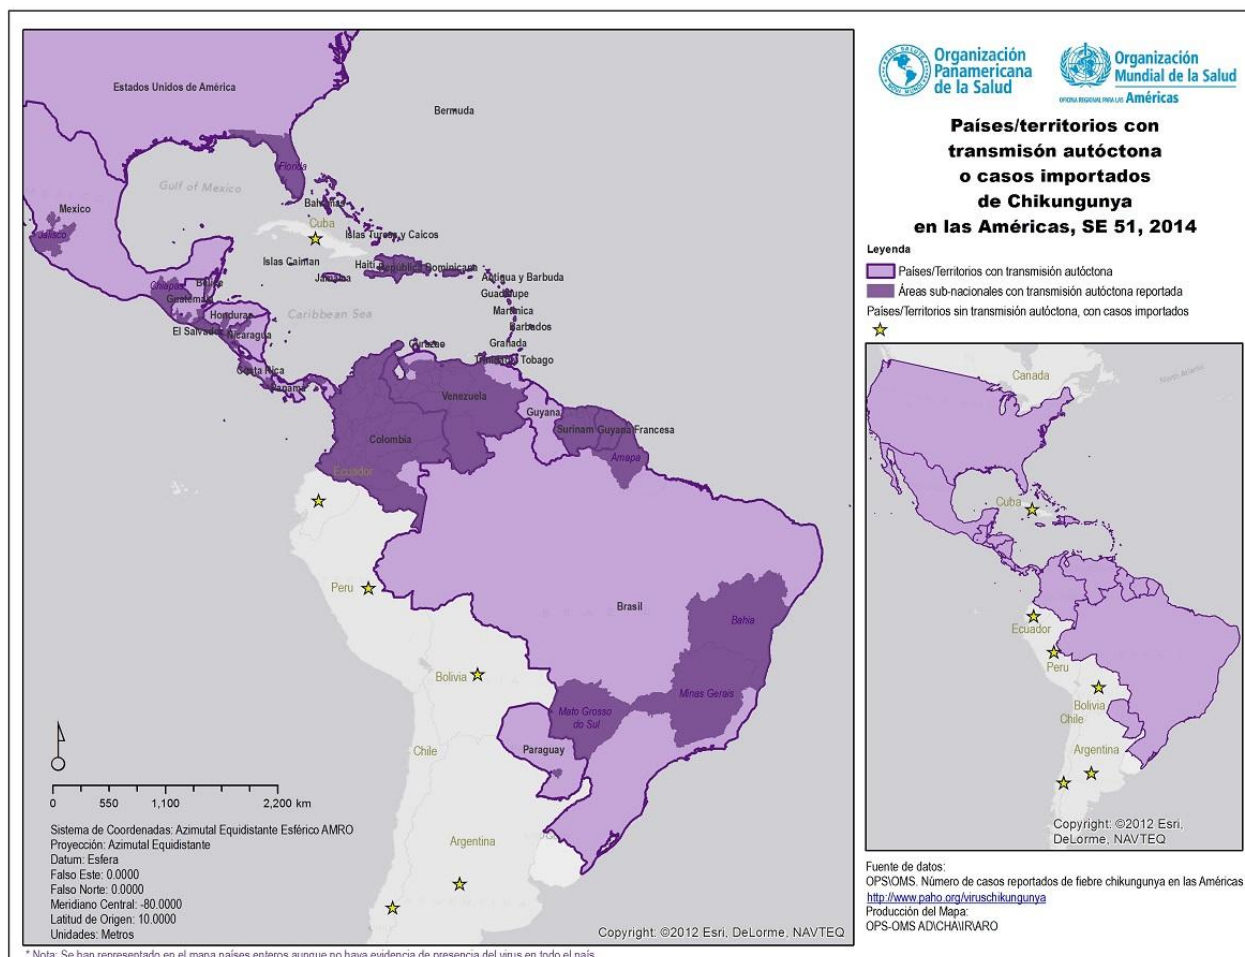 Estados Unidos de América
Bermuda
Florida
Gulf of Mexico
Bahamas
Mexico
Cuba
Jalisco
Islas Turcas y Caicos
Islas Caiman
Haiti
República Dominicana
Jamaica
Antigua y Barbuda
Chiapas
Belice
Guadalupe
Guatemala
Honduras
Caribbean Sea
Martinica
El Salvador
Nicaragua
Barbados
Curazao
Granada
Trinidad y Tobago
Costa Rica
Panama
Venezuela
Guyana
Surinam
Guyana Francesa
Colombia
Amapa
Ecuador
Peru
Brasil
Bahia
Bolivia
Minas Gerais
Mato Grosso
do Sul
Chile
Paraguay
Argentina
0 550 1,100 2,200 km
Sistema de Coordenadas: Azimutal Equidistante Esférico AMRO
Proyección: Azimutal Equidistante
Datum: Esfera
Falso Este: 0.0000
Falso Norte: 0.0000
Meridiano Central: -80.0000
Latitud de Origen: 10.0000
Unidades: Metros
Copyright: ©2012 Esri, DeLorme, NAVTEQ
* Nota: Se han representado en el mapa países enteros aunque no haya evidencia de presencia del virus en todo el país
Organización
Panamericana
de la Salud
Organización
Mundial de la Salud
OFICINA REGIONAL PARA LAS Américas
Países/territorios con
transmisón autóctona
o casos importados
de Chikungunya
en las Américas, SE 51, 2014
Leyenda
Países/Territorios con transmisión autóctona
Áreas sub-nacionales con transmisión autóctona reportada
Países/Territorios sin transmisión autóctona, con casos importados
Canada
North Atlantic
Cuba
Ecuador
Peru
Bolivia
Chile
Argentina
Copyright: ©2012 Esri,
DeLorme, NAVTEQ
Fuente de datos:
OPS\OMS. Número de casos reportados de fiebre chikungunya en las Américas
http://www.paho.org/viruschikungunya
Producción del Mapa:
OPS-OMS AD\CHA\IR\ARO